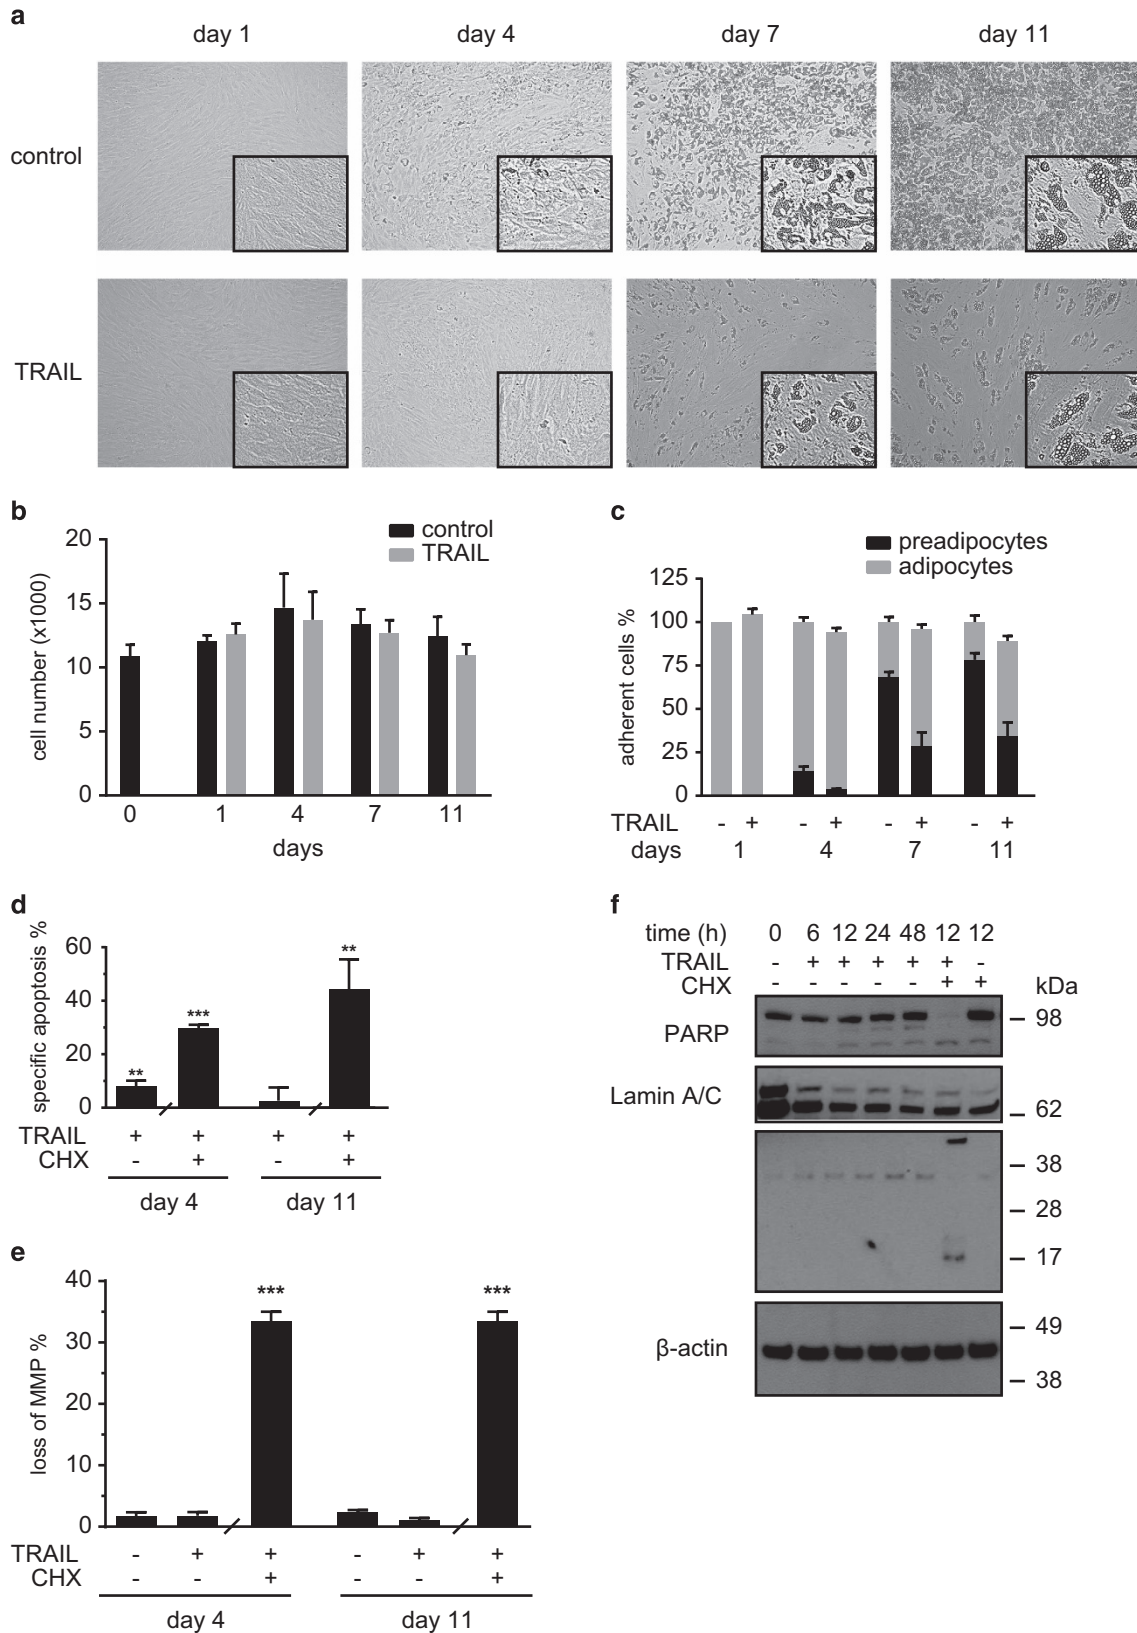 a
day 1 day 4 day 7 day 11
control
TRAIL
b
control
TRAIL
cell number (x1000)
20
15
10
5
0
0 1 4 7 11
days
c
preadipocytes
adipocytes
adherent cells %
125
100
75
50
25
0
TRAIL - + - + - + - +
days 1 4 7 11
d
specific apoptosis %
60
40
20
0
** *** **
TRAIL + + + +
CHX - + - +
day 4 day 11
e
loss of MMP %
40
30
20
10
0
*** ***
TRAIL - + + - + +
CHX - - + - - +
day 4 day 11
f
time (h) 0 6 12 24 48 12 12
TRAIL - + + + + + -
CHX - - - - - + + kDa
PARP
98
Lamin A/C
62
38
28
17
β-actin
49
38